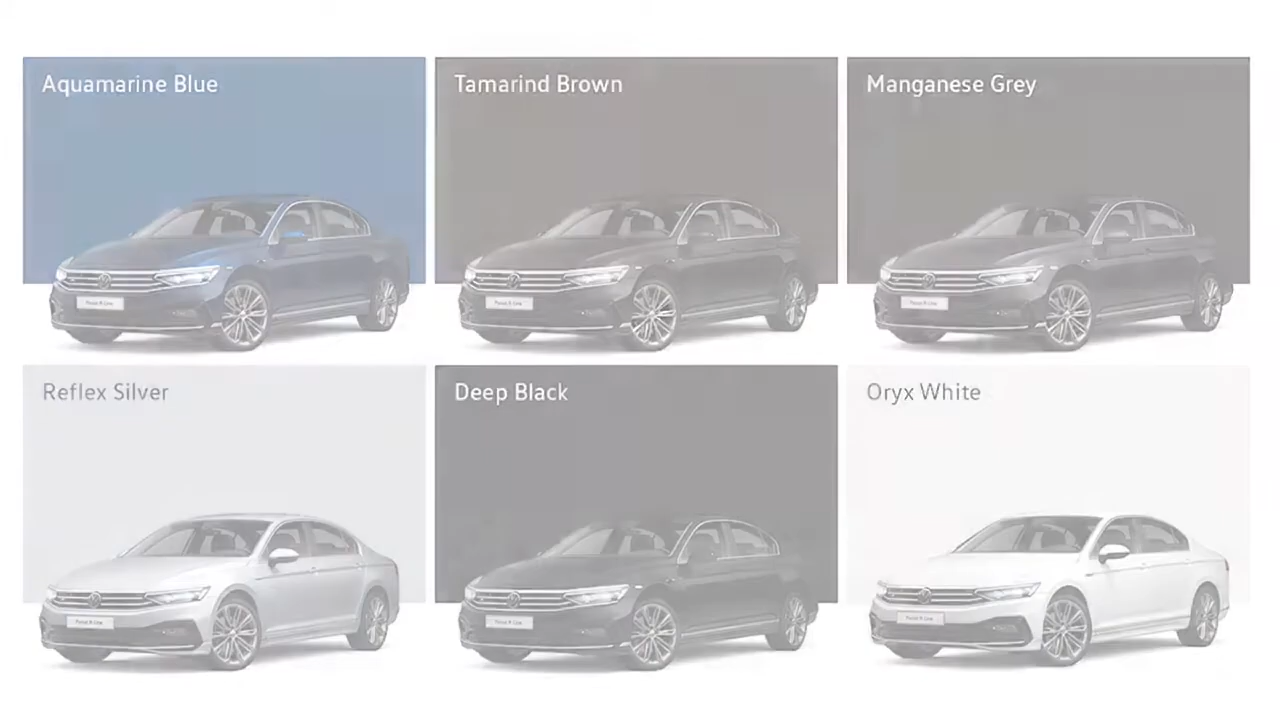 Aquamarine Blue
Tamarind Brown
Manganese Grey
Reflex Silver
Deep Black
Oryx White